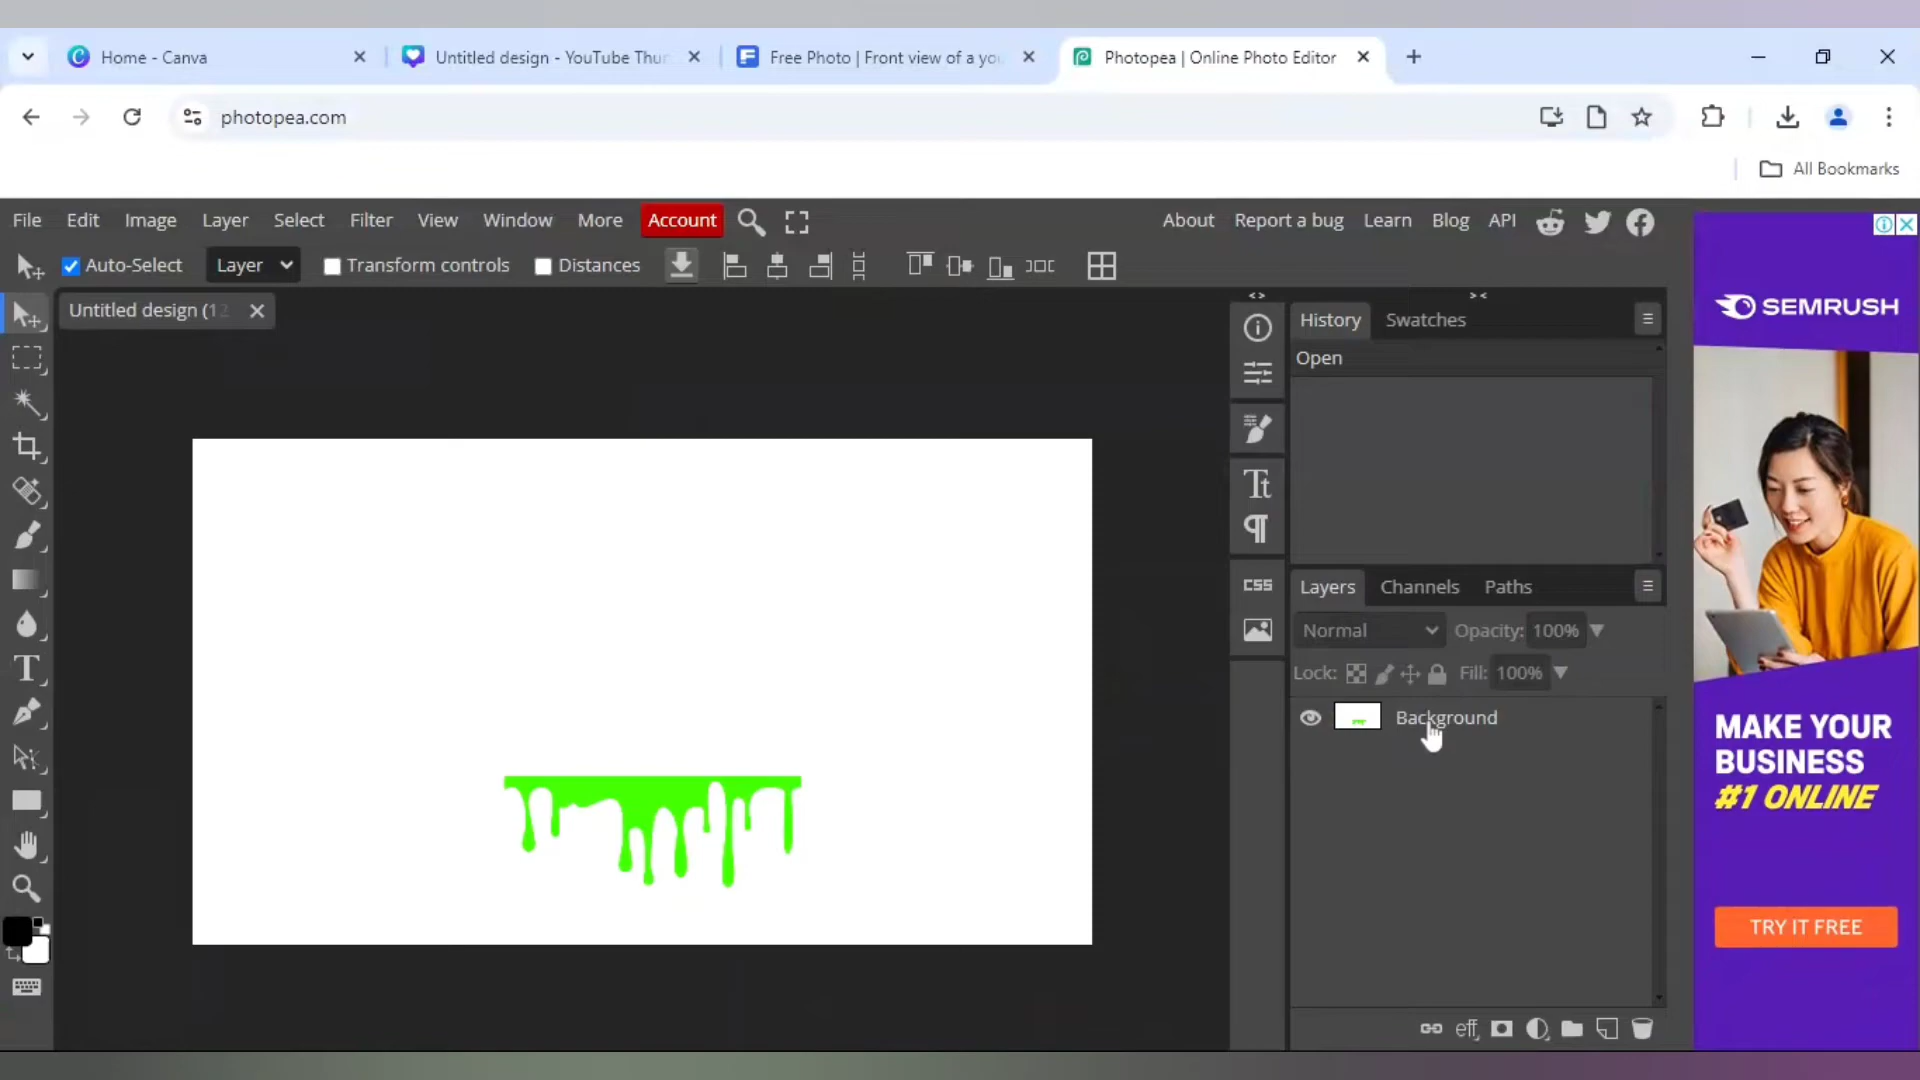 Home - Canva
Untitled design - YouTube Thur
Free Photo | Front view of a you
Photopea | Online Photo Editor
photopea.com
All Bookmarks
File Edit Image Layer Select Filter View Window More Account
About Report a bug Learn Blog API
Auto-Select Layer Transform controls Distances
Untitled design (12
History Swatches
Open
CSS
Layers Channels Paths
Normal Opacity: 100%
Lock: Fill: 100%
Background
eff
SEMRUSH
MAKE YOUR
BUSINESS
#1 ONLINE
TRY IT FREE